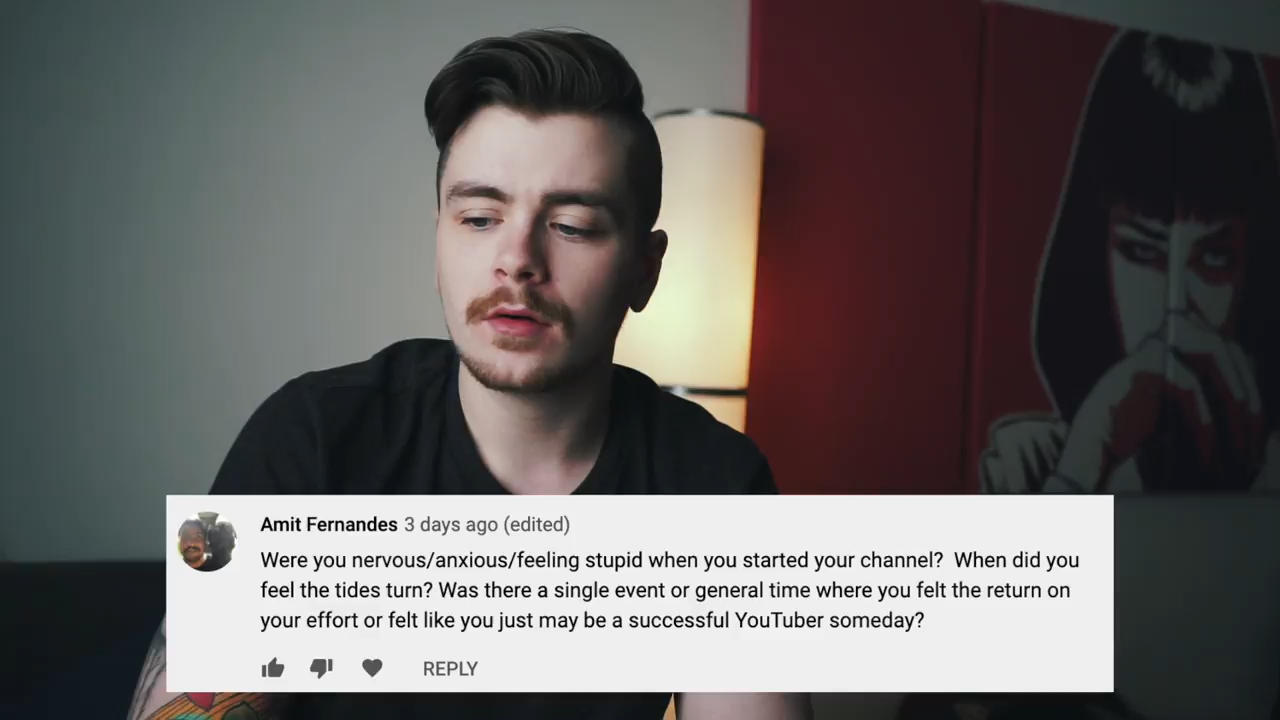 Amit Fernandes 3 days ago (edited)
Were you nervous/anxious/feeling stupid when you started your channel?  When did you
feel the tides turn? Was there a single event or general time where you felt the return on
your effort or felt like you just may be a successful YouTuber someday?
REPLY